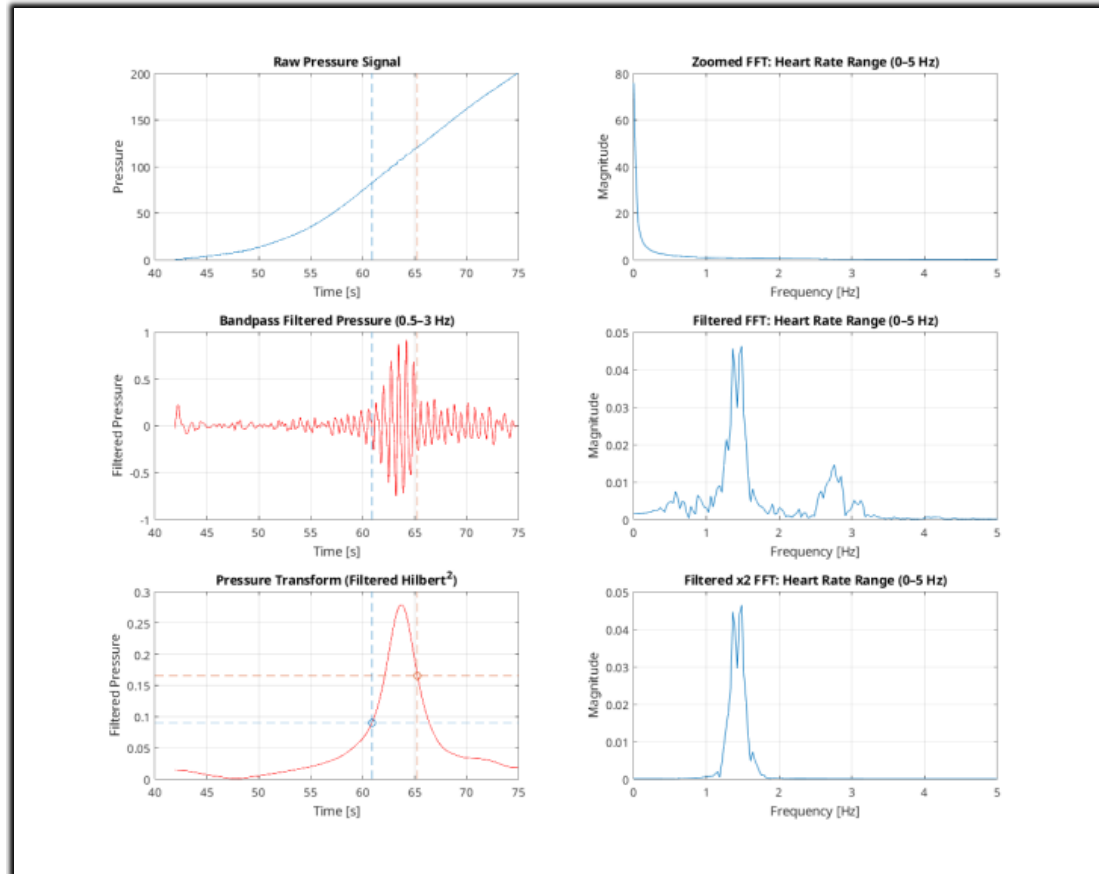 Raw Pressure Signal
200
150
100
50
0
Pressure
40 45 50 55 60 65 70 75
Time [s]
Zoomed FFT: Heart Rate Range (0–5 Hz)
80
60
40
20
0
Magnitude
0 1 2 3 4 5
Frequency [Hz]
Bandpass Filtered Pressure (0.5–3 Hz)
1
0.5
0
-0.5
-1
Filtered Pressure
40 45 50 55 60 65 70 75
Time [s]
Filtered FFT: Heart Rate Range (0–5 Hz)
0.05
0.04
0.03
0.02
0.01
0
Magnitude
0 1 2 3 4 5
Frequency [Hz]
Pressure Transform (Filtered Hilbert²)
0.3
0.25
0.2
0.15
0.1
0.05
0
Filtered Pressure
40 45 50 55 60 65 70 75
Time [s]
Filtered x2 FFT: Heart Rate Range (0–5 Hz)
0.05
0.04
0.03
0.02
0.01
0
Magnitude
0 1 2 3 4 5
Frequency [Hz]